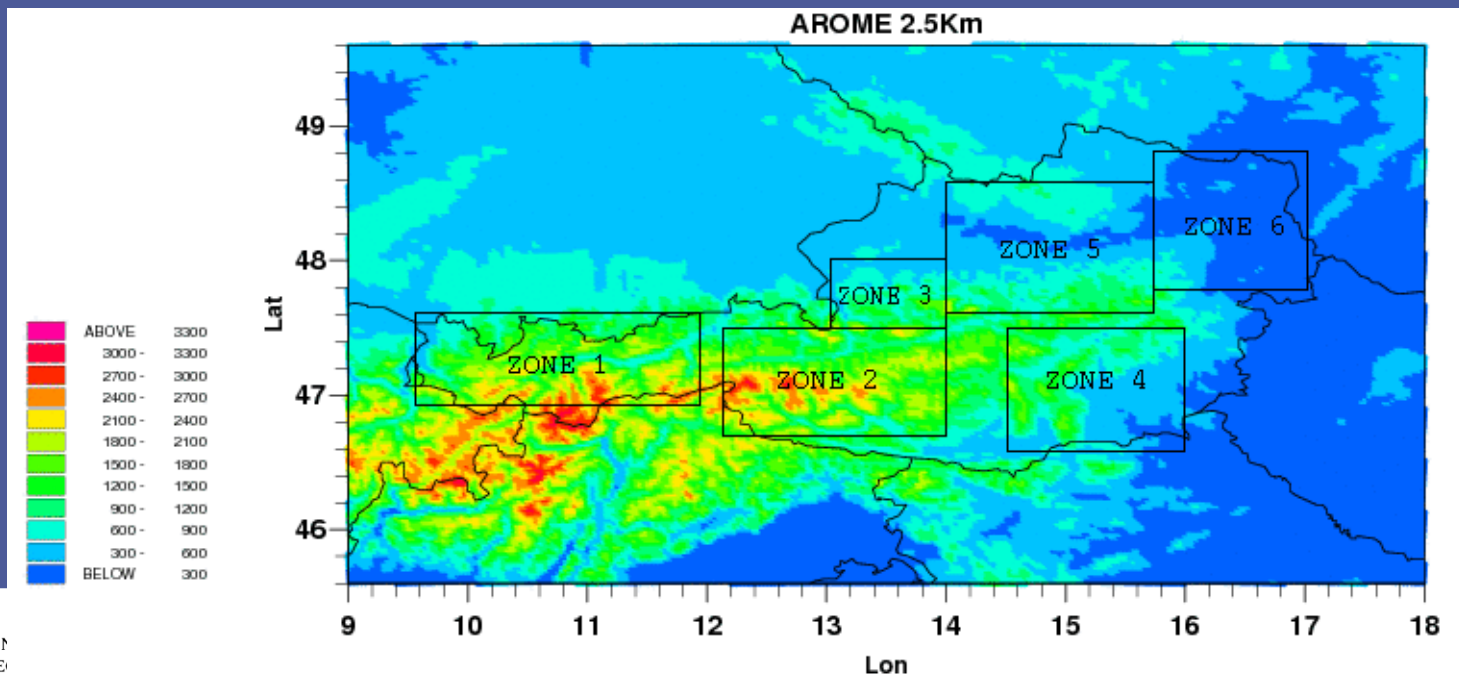 AROME 2.5Km
49
48
47
46
Lat
ZONE 1
ZONE 2
ZONE 3
ZONE 4
ZONE 5
ZONE 6
9 10 11 12 13 14 15 16 17 18
Lon
ABOVE 3300
3000 - 3300
2700 - 3000
2400 - 2700
2100 - 2400
1800 - 2100
1500 - 1800
1200 - 1500
900 - 1200
600 - 900
300 - 600
BELOW 300